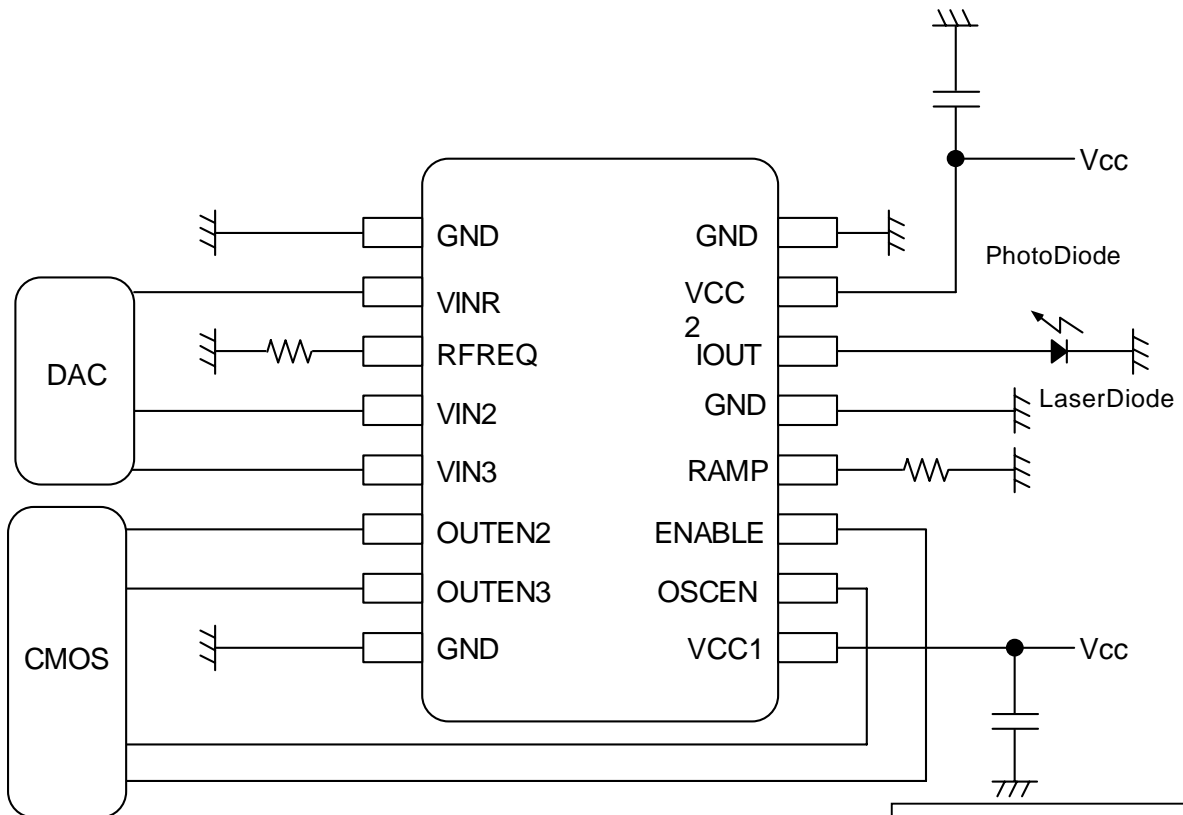 Vcc
GND
GND
PhotoDiode
VINR
VCC
2
DAC
RFREQ
IOUT
VIN2
GND
LaserDiode
VIN3
RAMP
OUTEN2
ENABLE
OUTEN3
OSCEN
CMOS
GND
VCC1
Vcc